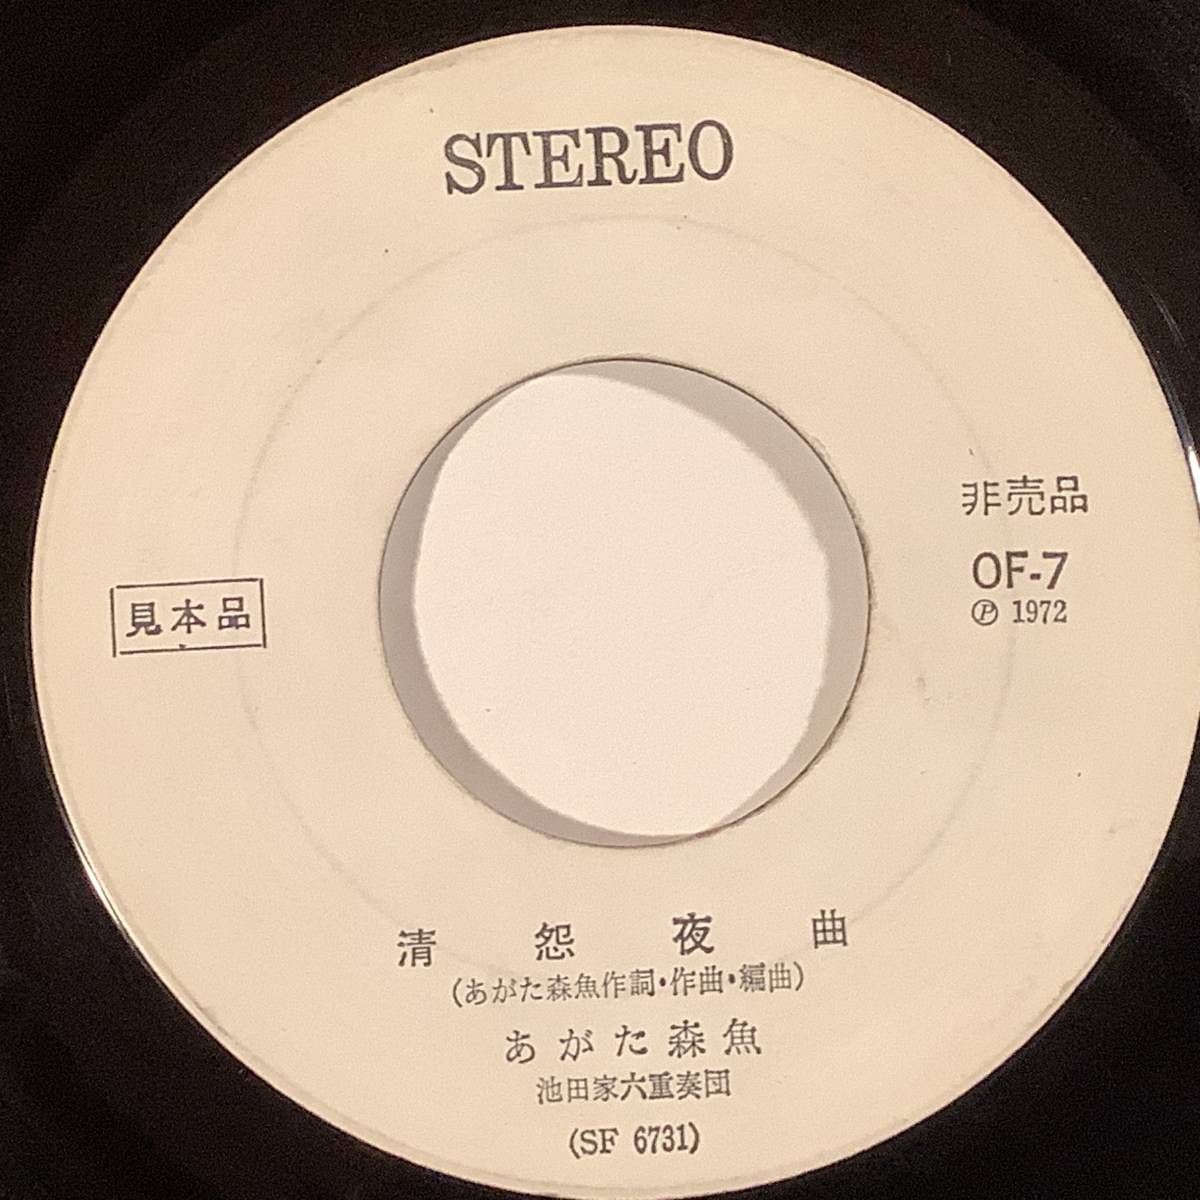 STEREO
非売品
OF-7
Ⓟ 1972
見本品
清怨夜曲
(あがた森魚作詞・作曲・編曲)
あがた森魚
池田家六重奏団
(SF 6731)